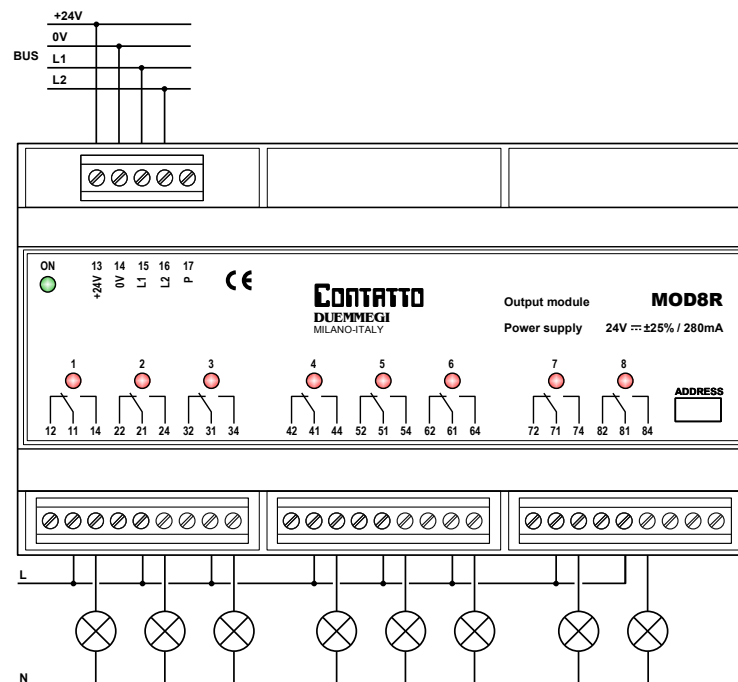 +24V
0V
BUS
L1
L2
ON
13 14 15 16 17
+24V 0V L1 L2 P
CE
CONTATTO
DUEMMEGI
MILANO-ITALY
Output module MOD8R
Power supply 24V ⎓ ±25% / 280mA
1 2 3 4 5 6 7 8
ADDRESS
12 11 14 22 21 24 32 31 34 42 41 44 52 51 54 62 61 64 72 71 74 82 81 84
L
N